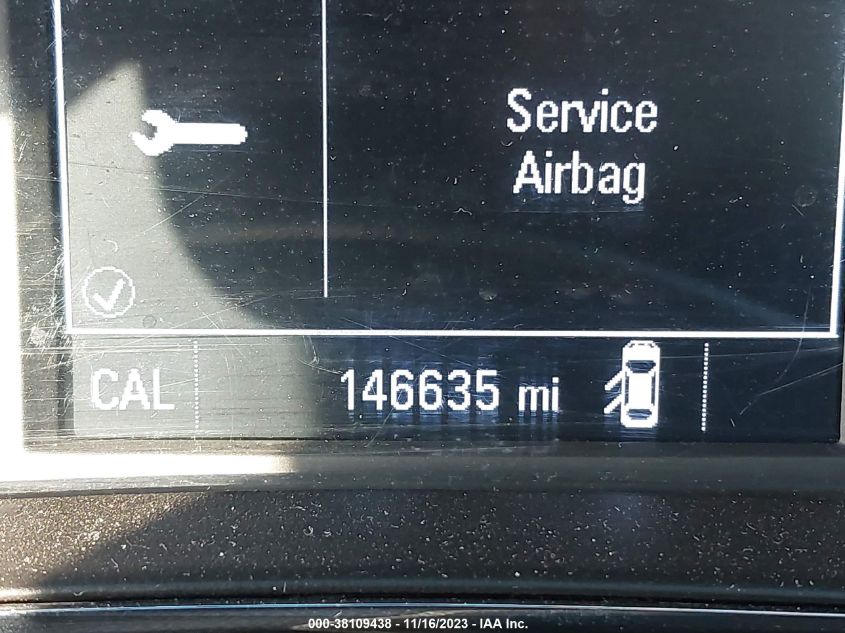 Service
Airbag
CAL 146635 mi
000-38109438 - 11/16/2023 - IAA Inc.